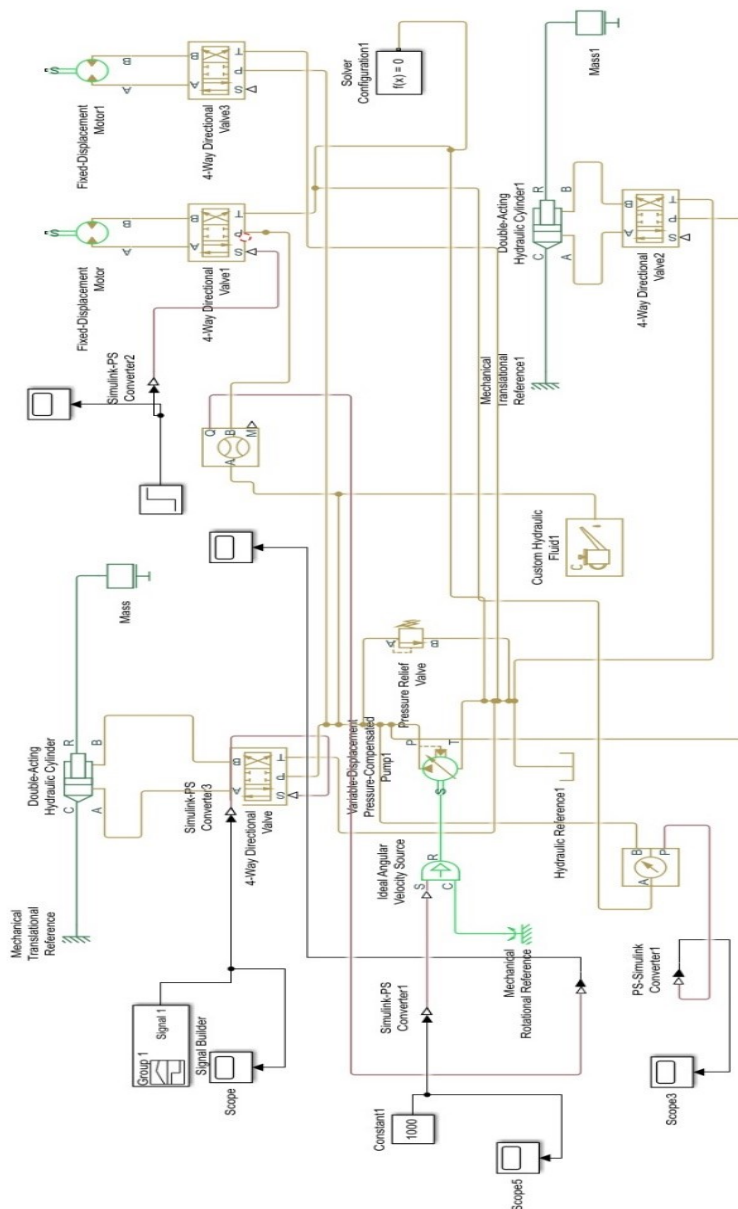 Mechanical
Translational
Reference
C
R
A
B
Double-Acting
Hydraulic Cylinder
Mass
Group 1
Signal 1
Signal Builder
Scope
Simulink-PS
Converter3
A
B
S
P
T
4-Way Directional
Valve
Simulink-PS
Converter2
Q
A
B
M
Fixed-Displacement
Motor
S
A
B
4-Way Directional
Valve1
A
B
S
P
T
Fixed-Displacement
Motor1
S
A
B
4-Way Directional
Valve3
A
B
S
P
T
Constant1
1000
Scope5
Simulink-PS
Converter1
Ideal Angular
Velocity Source
S
R
C
Mechanical
Rotational Reference
Variable-Displacement
Pressure-Compensated
Pump1
P
S
T
Pressure Relief
Valve
A
B
Solver
Configuration1
f(x) = 0
Hydraulic Reference1
Custom Hydraulic
Fluid1
C
Scope3
PS-Simulink
Converter1
A
B
P
Mechanical
Translational
Reference1
C
R
A
B
Double-Acting
Hydraulic Cylinder1
Mass1
4-Way Directional
Valve2
A
B
S
P
T